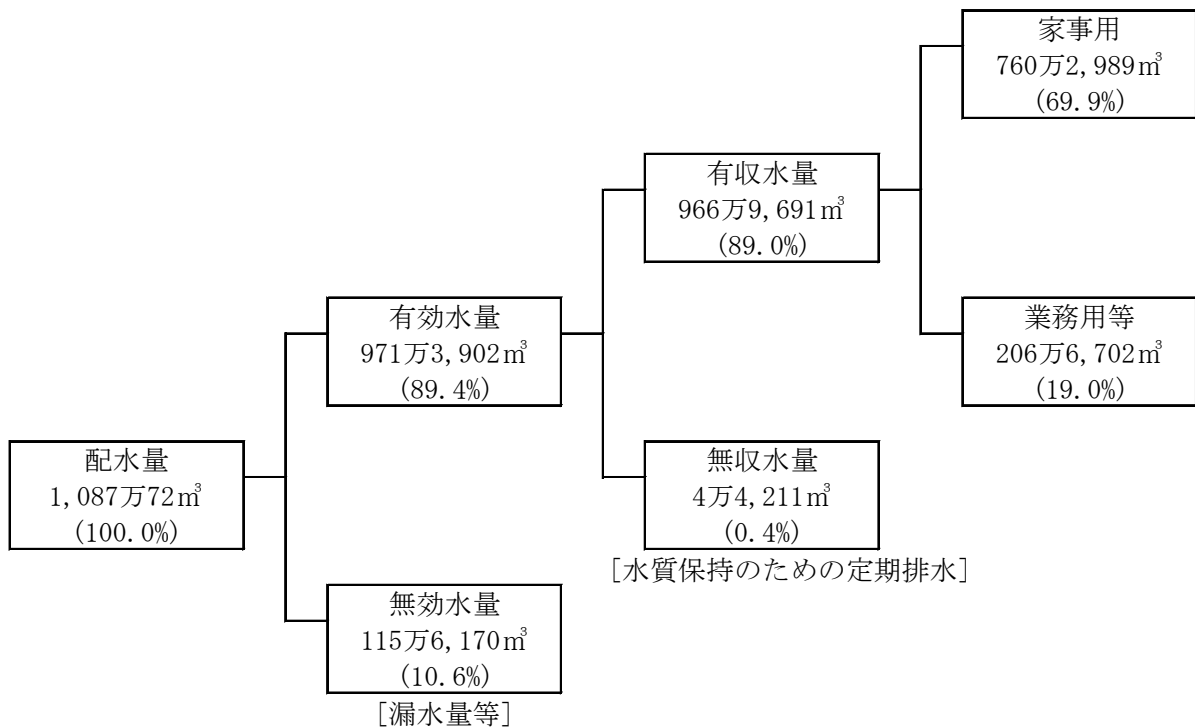 家事用
760万2,989㎥
(69.9%)
有収水量
966万9,691㎥
(89.0%)
有効水量
971万3,902㎥
(89.4%)
業務用等
206万6,702㎥
(19.0%)
配水量
1,087万72㎥
(100.0%)
無収水量
4万4,211㎥
(0.4%)
[水質保持のための定期排水]
無効水量
115万6,170㎥
(10.6%)
[漏水量等]